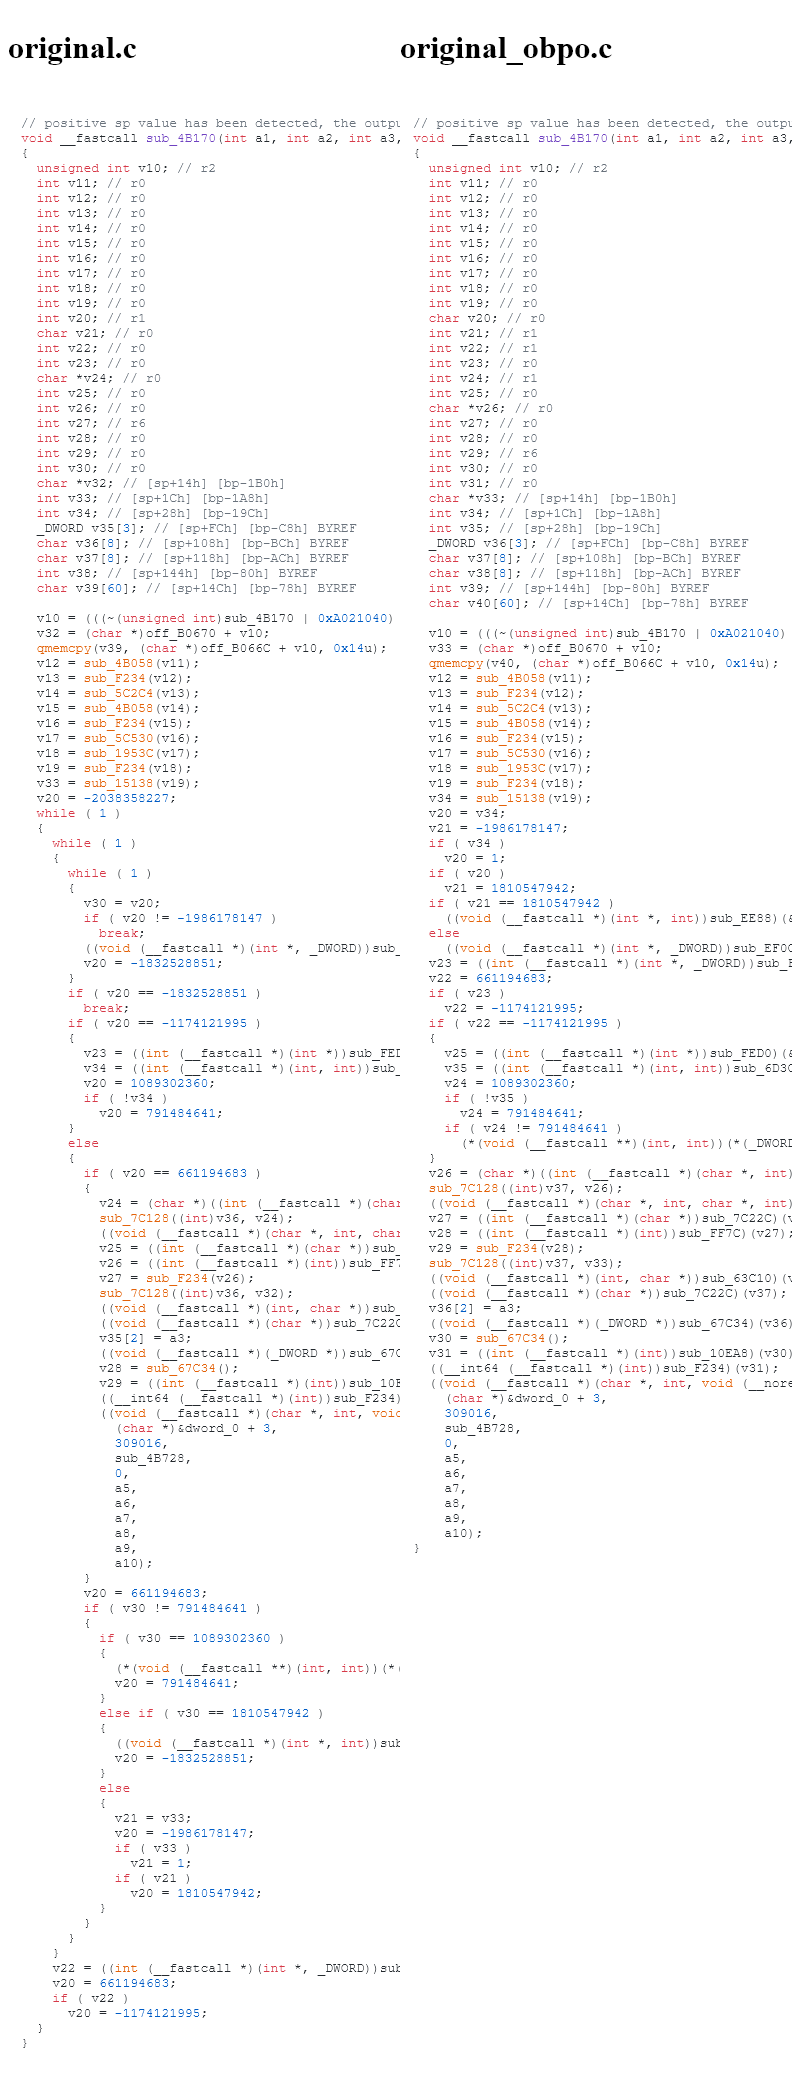 original.c
// positive sp value has been detected, the outpu
void __fastcall sub_4B170(int a1, int a2, int a3,
{
  unsigned int v10; // r2
  int v11; // r0
  int v12; // r0
  int v13; // r0
  int v14; // r0
  int v15; // r0
  int v16; // r0
  int v17; // r0
  int v18; // r0
  int v19; // r0
  int v20; // r1
  char v21; // r0
  int v22; // r0
  int v23; // r0
  char *v24; // r0
  int v25; // r0
  int v26; // r0
  int v27; // r6
  int v28; // r0
  int v29; // r0
  int v30; // r0
  char *v32; // [sp+14h] [bp-1B0h]
  int v33; // [sp+1Ch] [bp-1A8h]
  int v34; // [sp+28h] [bp-19Ch]
  _DWORD v35[3]; // [sp+FCh] [bp-C8h] BYREF
  char v36[8]; // [sp+108h] [bp-BCh] BYREF
  char v37[8]; // [sp+118h] [bp-ACh] BYREF
  int v38; // [sp+144h] [bp-80h] BYREF
  char v39[60]; // [sp+14Ch] [bp-78h] BYREF
  v10 = (((~(unsigned int)sub_4B170 | 0xA021040)
  v32 = (char *)off_B0670 + v10;
  qmemcpy(v39, (char *)off_B066C + v10, 0x14u);
  v12 = sub_4B058(v11);
  v13 = sub_F234(v12);
  v14 = sub_5C2C4(v13);
  v15 = sub_4B058(v14);
  v16 = sub_F234(v15);
  v17 = sub_5C530(v16);
  v18 = sub_1953C(v17);
  v19 = sub_F234(v18);
  v33 = sub_15138(v19);
  v20 = -2038358227;
  while ( 1 )
  {
    while ( 1 )
    {
      while ( 1 )
      {
        v30 = v20;
        if ( v20 != -1986178147 )
          break;
        ((void (__fastcall *)(int *, _DWORD))sub_
        v20 = -1832528851;
      }
      if ( v20 == -1832528851 )
        break;
      if ( v20 == -1174121995 )
      {
        v23 = ((int (__fastcall *)(int *))sub_FED
        v34 = ((int (__fastcall *)(int, int))sub_
        v20 = 1089302360;
        if ( !v34 )
          v20 = 791484641;
      }
      else
      {
        if ( v20 == 661194683 )
        {
          v24 = (char *)((int (__fastcall *)(char
          sub_7C128((int)v36, v24);
          ((void (__fastcall *)(char *, int, char
          v25 = ((int (__fastcall *)(char *))sub_
          v26 = ((int (__fastcall *)(int))sub_FF7
          v27 = sub_F234(v26);
          sub_7C128((int)v36, v32);
          ((void (__fastcall *)(int, char *))sub_
          ((void (__fastcall *)(char *))sub_7C220
          v35[2] = a3;
          ((void (__fastcall *)(_DWORD *))sub_67C
          v28 = sub_67C34();
          v29 = ((int (__fastcall *)(int))sub_10E
          ((__int64 (__fastcall *)(int))sub_F234)
          ((void (__fastcall *)(char *, int, void
            (char *)&dword_0 + 3,
            309016,
            sub_4B728,
            0,
            a5,
            a6,
            a7,
            a8,
            a9,
            a10);
        }
        v20 = 661194683;
        if ( v30 != 791484641 )
        {
          if ( v30 == 1089302360 )
          {
            (*(void (__fastcall **)(int, int))(*(
            v20 = 791484641;
          }
          else if ( v30 == 1810547942 )
          {
            ((void (__fastcall *)(int *, int))sub
            v20 = -1832528851;
          }
          else
          {
            v21 = v33;
            v20 = -1986178147;
            if ( v33 )
              v21 = 1;
            if ( v21 )
              v20 = 1810547942;
          }
        }
      }
    }
    v22 = ((int (__fastcall *)(int *, _DWORD))sub
    v20 = 661194683;
    if ( v22 )
      v20 = -1174121995;
  }
}
original_obpo.c
// positive sp value has been detected, the outpu
void __fastcall sub_4B170(int a1, int a2, int a3,
{
  unsigned int v10; // r2
  int v11; // r0
  int v12; // r0
  int v13; // r0
  int v14; // r0
  int v15; // r0
  int v16; // r0
  int v17; // r0
  int v18; // r0
  int v19; // r0
  char v20; // r0
  int v21; // r1
  int v22; // r1
  int v23; // r0
  int v24; // r1
  int v25; // r0
  char *v26; // r0
  int v27; // r0
  int v28; // r0
  int v29; // r6
  int v30; // r0
  int v31; // r0
  char *v33; // [sp+14h] [bp-1B0h]
  int v34; // [sp+1Ch] [bp-1A8h]
  int v35; // [sp+28h] [bp-19Ch]
  _DWORD v36[3]; // [sp+FCh] [bp-C8h] BYREF
  char v37[8]; // [sp+108h] [bp-BCh] BYREF
  char v38[8]; // [sp+118h] [bp-ACh] BYREF
  int v39; // [sp+144h] [bp-80h] BYREF
  char v40[60]; // [sp+14Ch] [bp-78h] BYREF
  v10 = (((~(unsigned int)sub_4B170 | 0xA021040)
  v33 = (char *)off_B0670 + v10;
  qmemcpy(v40, (char *)off_B066C + v10, 0x14u);
  v12 = sub_4B058(v11);
  v13 = sub_F234(v12);
  v14 = sub_5C2C4(v13);
  v15 = sub_4B058(v14);
  v16 = sub_F234(v15);
  v17 = sub_5C530(v16);
  v18 = sub_1953C(v17);
  v19 = sub_F234(v18);
  v34 = sub_15138(v19);
  v20 = v34;
  v21 = -1986178147;
  if ( v34 )
    v20 = 1;
  if ( v20 )
    v21 = 1810547942;
  if ( v21 == 1810547942 )
    ((void (__fastcall *)(int *, int))sub_EE88)(&
  else
    ((void (__fastcall *)(int *, _DWORD))sub_EF0C
  v23 = ((int (__fastcall *)(int *, _DWORD))sub_E
  v22 = 661194683;
  if ( v23 )
    v22 = -1174121995;
  if ( v22 == -1174121995 )
  {
    v25 = ((int (__fastcall *)(int *))sub_FED0)(&
    v35 = ((int (__fastcall *)(int, int))sub_6D3C
    v24 = 1089302360;
    if ( !v35 )
      v24 = 791484641;
    if ( v24 != 791484641 )
      (*(void (__fastcall **)(int, int))(*(_DWORD
  }
  v26 = (char *)((int (__fastcall *)(char *, int)
  sub_7C128((int)v37, v26);
  ((void (__fastcall *)(char *, int, char *, int)
  v27 = ((int (__fastcall *)(char *))sub_7C22C)(v
  v28 = ((int (__fastcall *)(int))sub_FF7C)(v27);
  v29 = sub_F234(v28);
  sub_7C128((int)v37, v33);
  ((void (__fastcall *)(int, char *))sub_63C10)(v
  ((void (__fastcall *)(char *))sub_7C22C)(v37);
  v36[2] = a3;
  ((void (__fastcall *)(_DWORD *))sub_67C34)(v36)
  v30 = sub_67C34();
  v31 = ((int (__fastcall *)(int))sub_10EA8)(v30)
  ((__int64 (__fastcall *)(int))sub_F234)(v31);
  ((void (__fastcall *)(char *, int, void (__nore
    (char *)&dword_0 + 3,
    309016,
    sub_4B728,
    0,
    a5,
    a6,
    a7,
    a8,
    a9,
    a10);
}